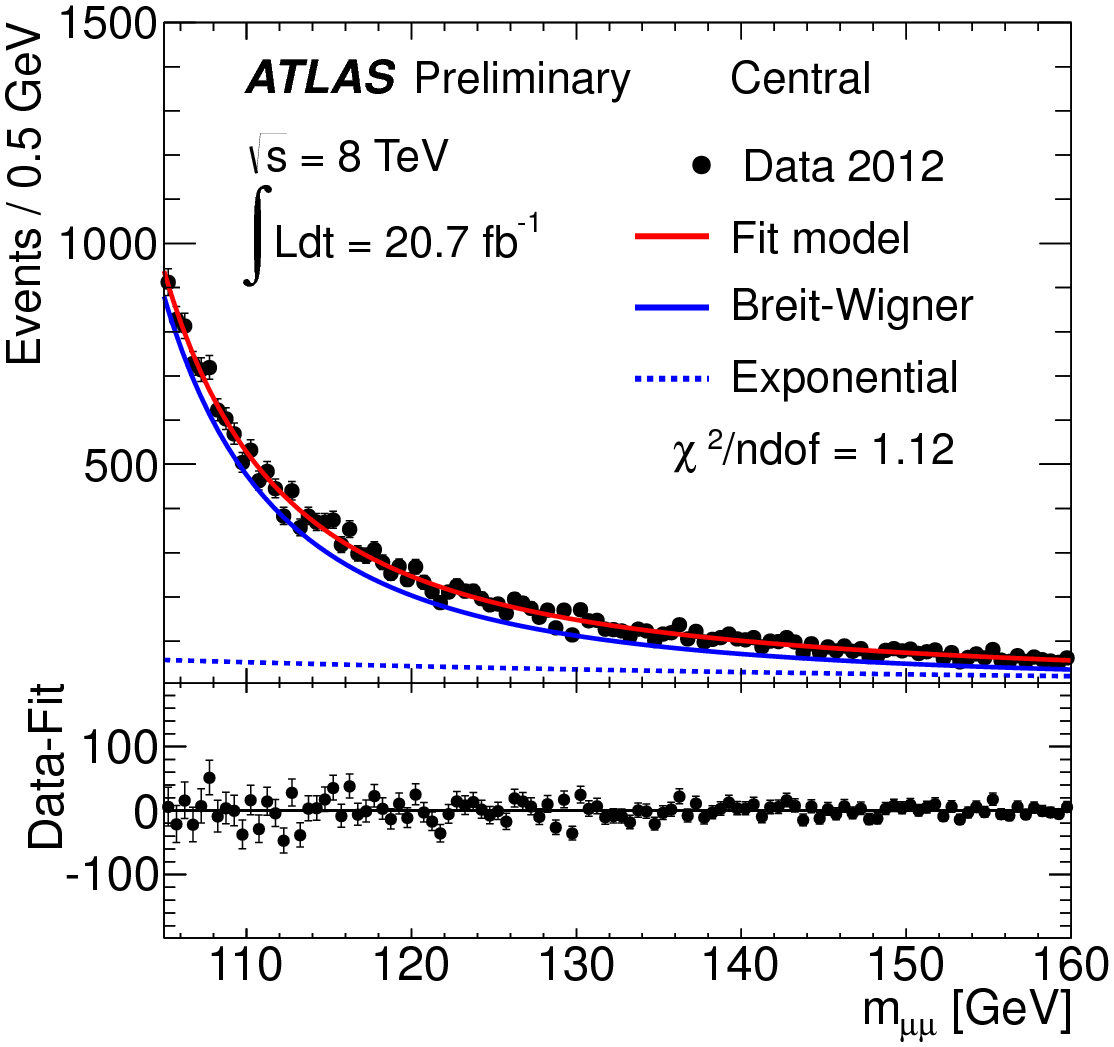 1500
1000
500
Events / 0.5 GeV
ATLAS Preliminary
Central
√s = 8 TeV
∫Ldt = 20.7 fb⁻¹
Data 2012
Fit model
Breit-Wigner
Exponential
χ²/ndof = 1.12
Data-Fit
100
0
-100
110 120 130 140 150 160
m_μμ [GeV]